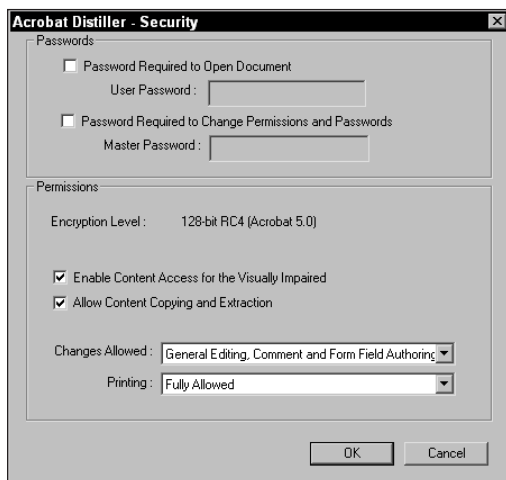 Acrobat Distiller - Security
Passwords
Password Required to Open Document
User Password :
Password Required to Change Permissions and Passwords
Master Password :
Permissions
Encryption Level : 128-bit RC4 (Acrobat 5.0)
Enable Content Access for the Visually Impaired
Allow Content Copying and Extraction
Changes Allowed : General Editing, Comment and Form Field Authoring
Printing : Fully Allowed
OK Cancel